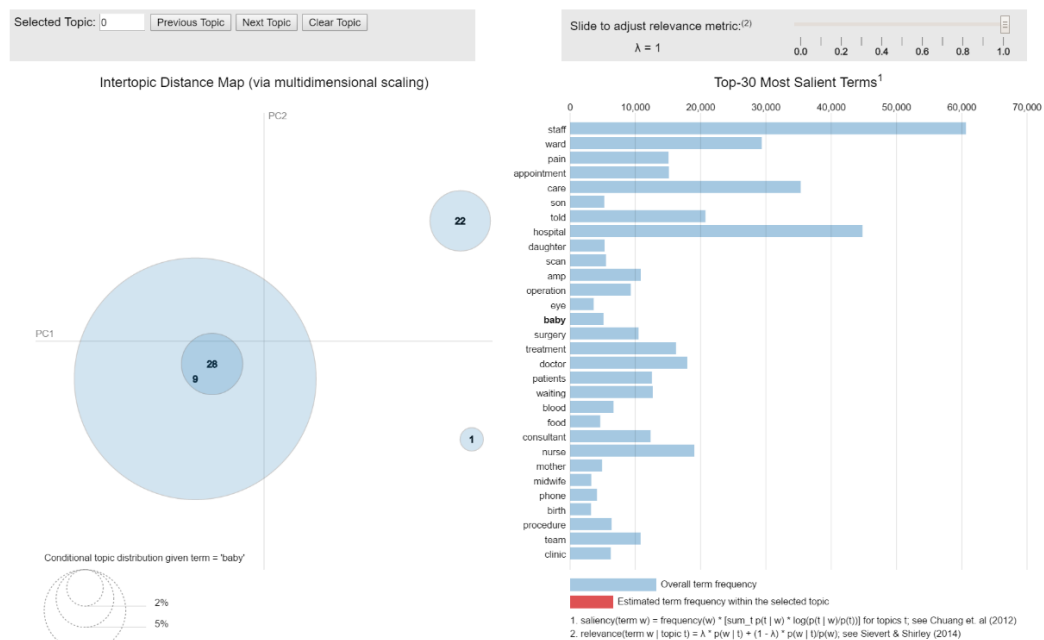 Selected Topic: 0 Previous Topic Next Topic Clear Topic
Slide to adjust relevance metric:(2)
λ = 1
0.0 0.2 0.4 0.6 0.8 1.0
Intertopic Distance Map (via multidimensional scaling)
PC2
PC1
22
28
9
1
Conditional topic distribution given term = 'baby'
2%
5%
Top-30 Most Salient Terms1
0 10,000 20,000 30,000 40,000 50,000 60,000 70,000
staff
ward
pain
appointment
care
son
told
hospital
daughter
scan
amp
operation
eye
baby
surgery
treatment
doctor
patients
waiting
blood
food
consultant
nurse
mother
midwife
phone
birth
procedure
team
clinic
Overall term frequency
Estimated term frequency within the selected topic
1. saliency(term w) = frequency(w) * [sum_t p(t | w) * log(p(t | w)/p(t))] for topics t; see Chuang et. al (2012)
2. relevance(term w | topic t) = λ * p(w | t) + (1 - λ) * p(w | t)/p(w); see Sievert & Shirley (2014)